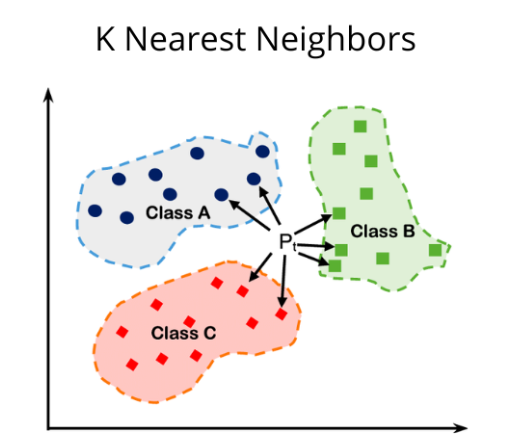 K Nearest Neighbors
Class A
Class B
Pt
Class C